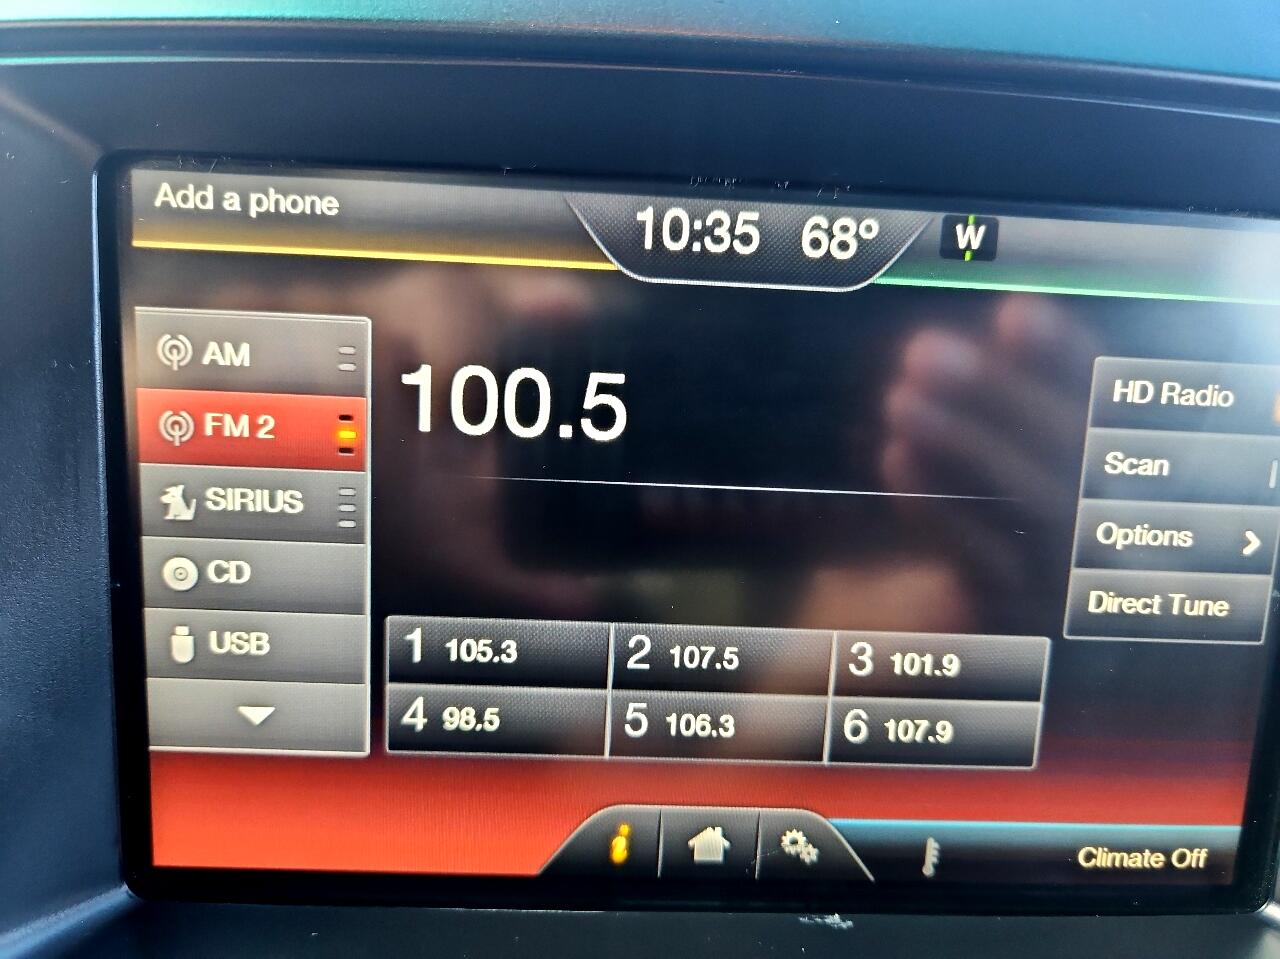 Add a phone
10:35 68° W
AM
FM 2
SIRIUS
CD
USB
100.5
HD Radio
Scan
Options
Direct Tune
1 105.3 2 107.5 3 101.9
4 98.5 5 106.3 6 107.9
Climate Off